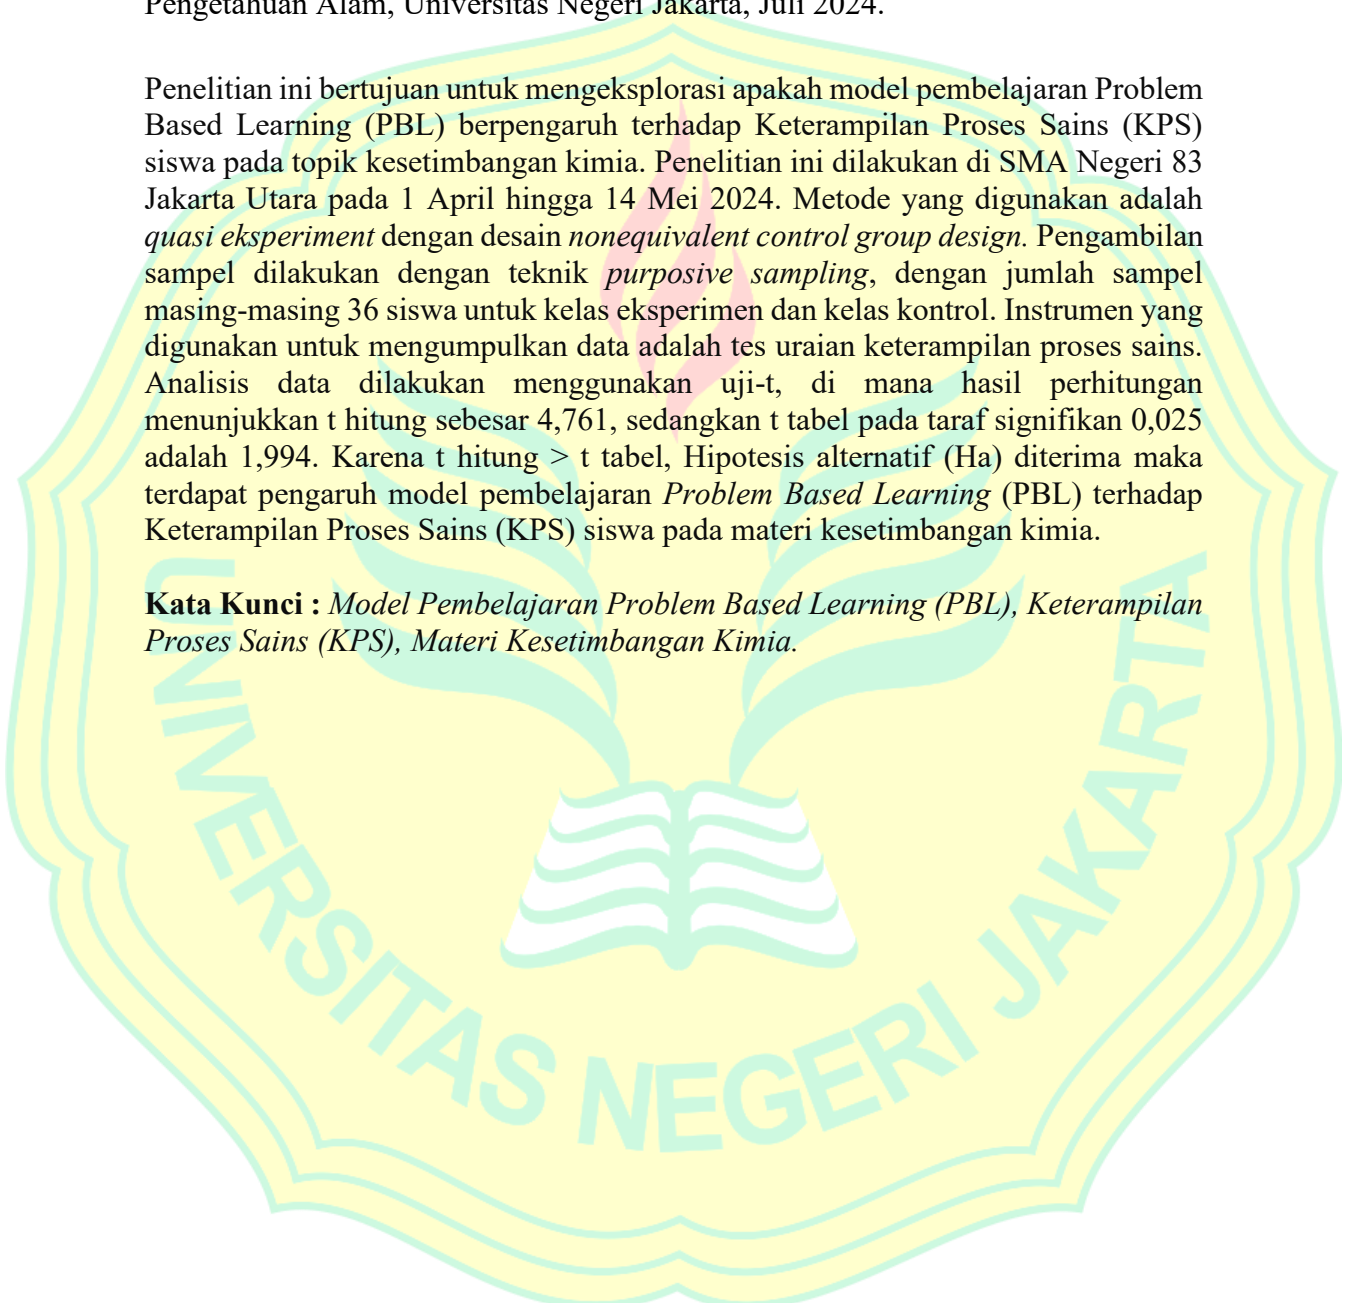 Pengetahuan Alam, Universitas Negeri Jakarta, Juli 2024.
Penelitian ini bertujuan untuk mengeksplorasi apakah model pembelajaran Problem
Based Learning (PBL) berpengaruh terhadap Keterampilan Proses Sains (KPS)
siswa pada topik kesetimbangan kimia. Penelitian ini dilakukan di SMA Negeri 83
Jakarta Utara pada 1 April hingga 14 Mei 2024. Metode yang digunakan adalah
quasi eksperiment dengan desain nonequivalent control group design. Pengambilan
sampel dilakukan dengan teknik purposive sampling, dengan jumlah sampel
masing-masing 36 siswa untuk kelas eksperimen dan kelas kontrol. Instrumen yang
digunakan untuk mengumpulkan data adalah tes uraian keterampilan proses sains.
Analisis data dilakukan menggunakan uji-t, di mana hasil perhitungan
menunjukkan t hitung sebesar 4,761, sedangkan t tabel pada taraf signifikan 0,025
adalah 1,994. Karena t hitung > t tabel, Hipotesis alternatif (Ha) diterima maka
terdapat pengaruh model pembelajaran Problem Based Learning (PBL) terhadap
Keterampilan Proses Sains (KPS) siswa pada materi kesetimbangan kimia.
Kata Kunci : Model Pembelajaran Problem Based Learning (PBL), Keterampilan
Proses Sains (KPS), Materi Kesetimbangan Kimia.
UNIVERSITAS NEGERI JAKARTA